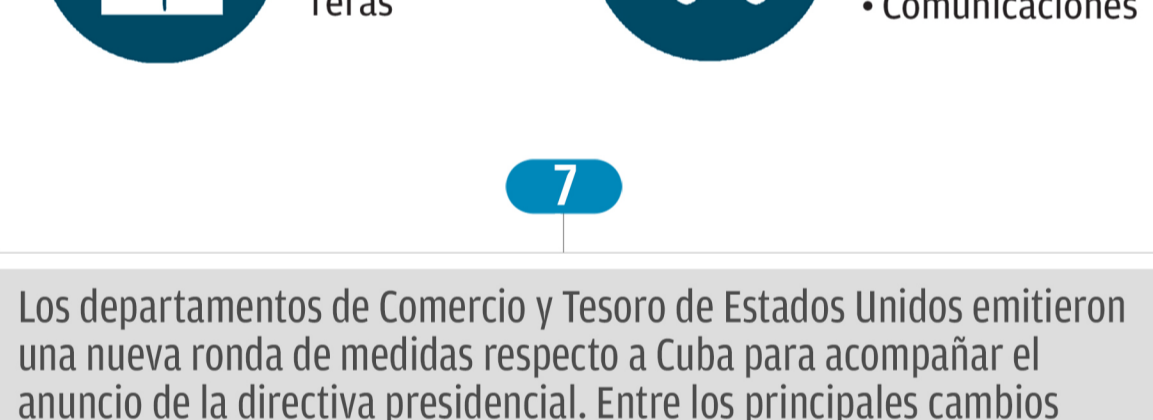 • Comunicaciones
7
Los departamentos de Comercio y Tesoro de Estados Unidos emitieron
una nueva ronda de medidas respecto a Cuba para acompañar el
anuncio de la directiva presidencial. Entre los principales cambios